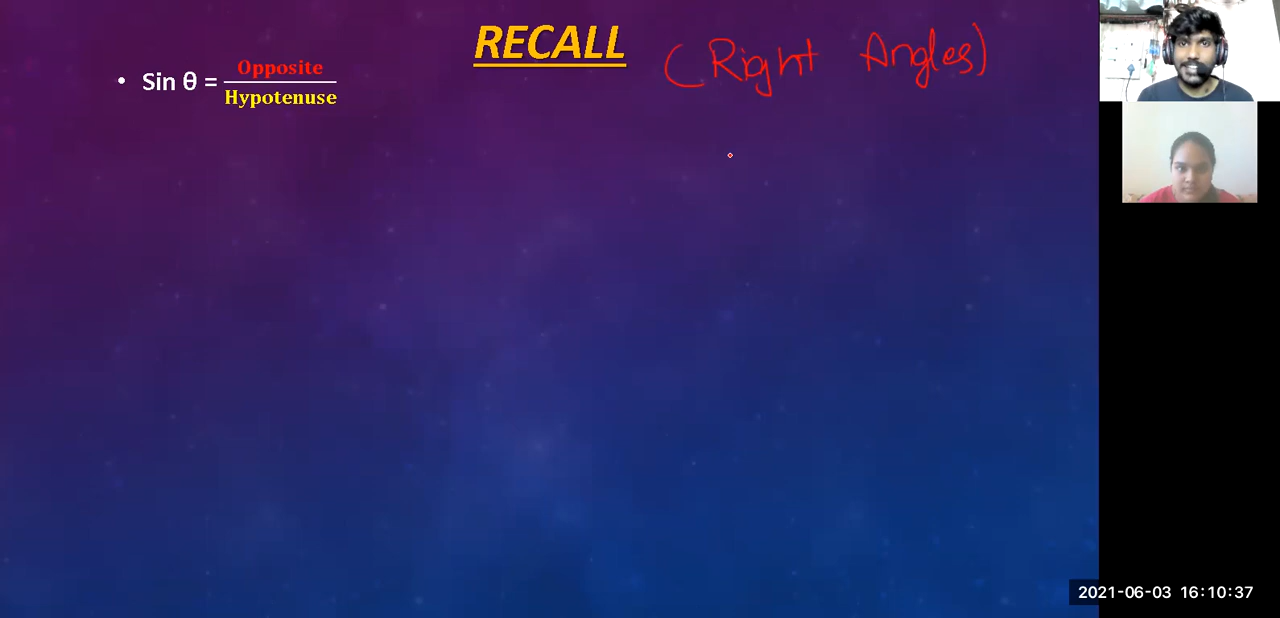 RECALL (Right Angles)
• Sin θ = Opposite / Hypotenuse
2021-06-03 16:10:37